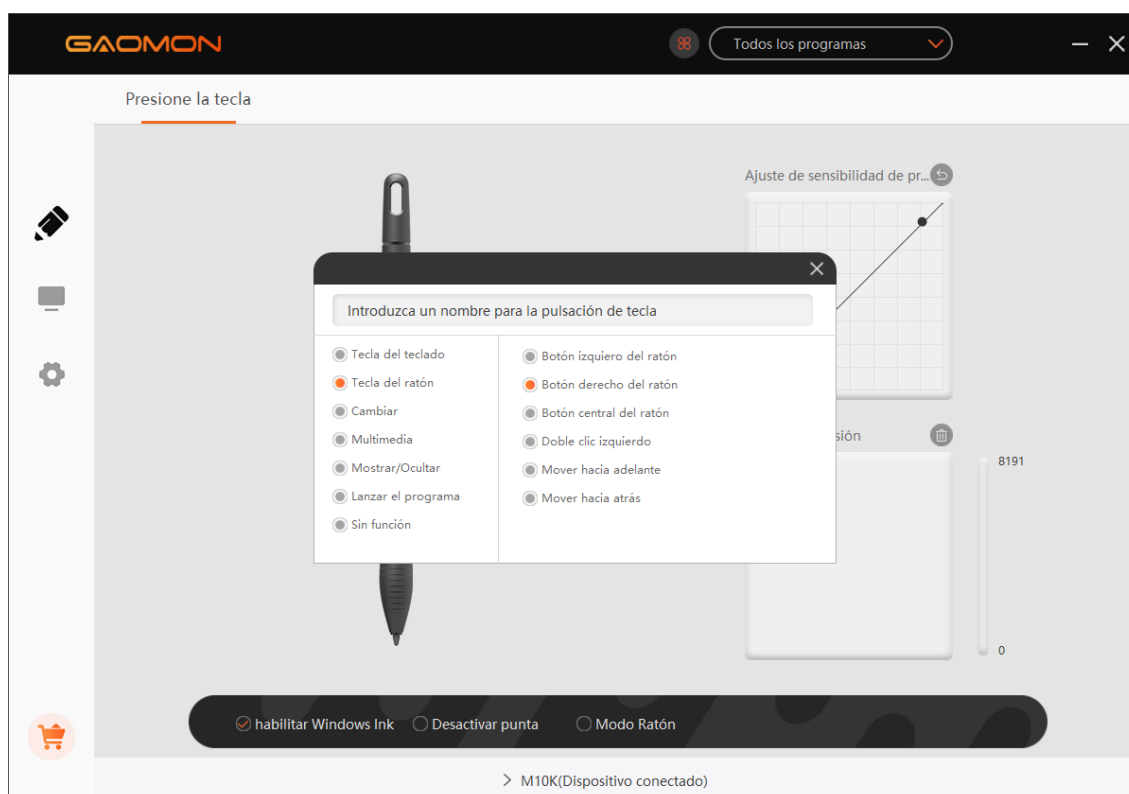 GAOMON
Todos los programas
Presione la tecla
Ajuste de sensibilidad de pr...
Introduzca un nombre para la pulsación de tecla
Tecla del teclado
Tecla del ratón
Cambiar
Multimedia
Mostrar/Ocultar
Lanzar el programa
Sin función
Botón izquiero del ratón
Botón derecho del ratón
Botón central del ratón
Doble clic izquierdo
Mover hacia adelante
Mover hacia atrás
sión
8191
0
habilitar Windows Ink
Desactivar punta
Modo Ratón
M10K(Dispositivo conectado)